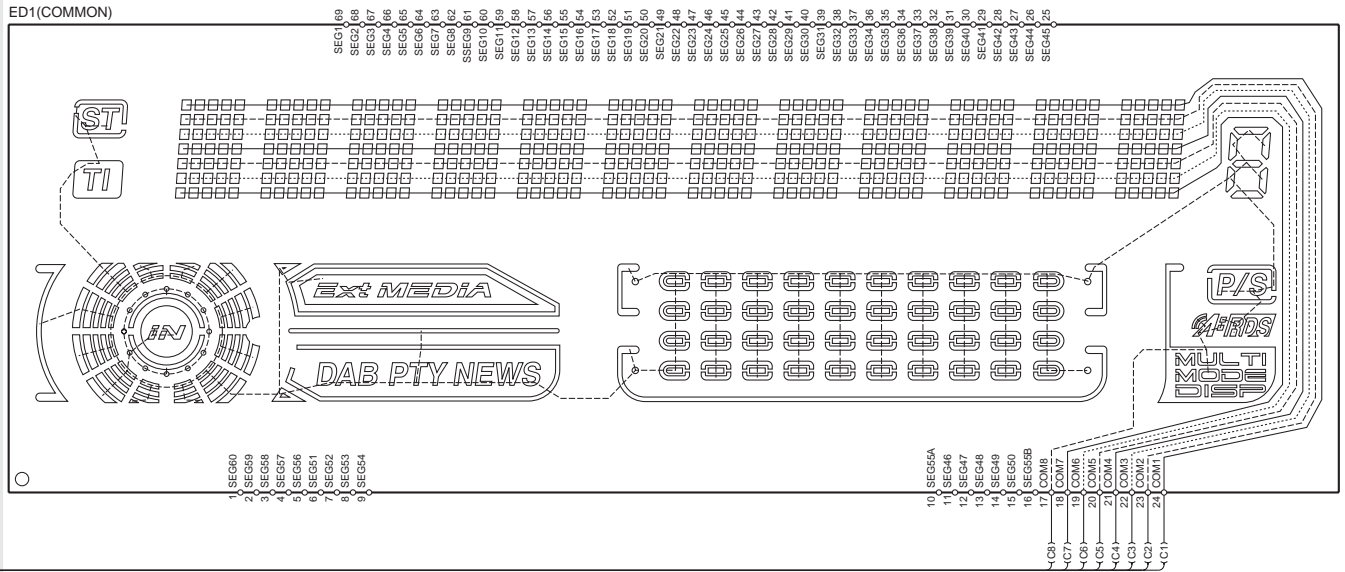 ED1(COMMON)
SEG1 69
SEG2 68
SEG3 67
SEG4 66
SEG5 65
SEG6 64
SEG7 63
SEG8 62
SSEG9 61
SEG10 60
SEG11 59
SEG12 58
SEG13 57
SEG14 56
SEG15 55
SEG16 54
SEG17 53
SEG18 52
SEG19 51
SEG20 50
SEG21 49
SEG22 48
SEG23 47
SEG24 46
SEG25 45
SEG26 44
SEG27 43
SEG28 42
SEG29 41
SEG30 40
SEG31 39
SEG32 38
SEG33 37
SEG34 36
SEG35 35
SEG36 34
SEG37 33
SEG38 32
SEG39 31
SEG40 30
SEG41 29
SEG42 28
SEG43 27
SEG44 26
SEG45 25
ST
TI
iN
Ext MEDiA
DAB PTY NEWS
P/S
RDS
MULTI
MODE
DISP
1 SEG60
2 SEG59
3 SEG58
4 SEG57
5 SEG56
6 SEG51
7 SEG52
8 SEG53
9 SEG54
10 SEG55A
11 SEG46
12 SEG47
13 SEG48
14 SEG49
15 SEG50
16 SEG55B
17 COM8
18 COM7
19 COM6
20 COM5
21 COM4
22 COM3
23 COM2
24 COM1
C8
C7
C6
C5
C4
C3
C2
C1